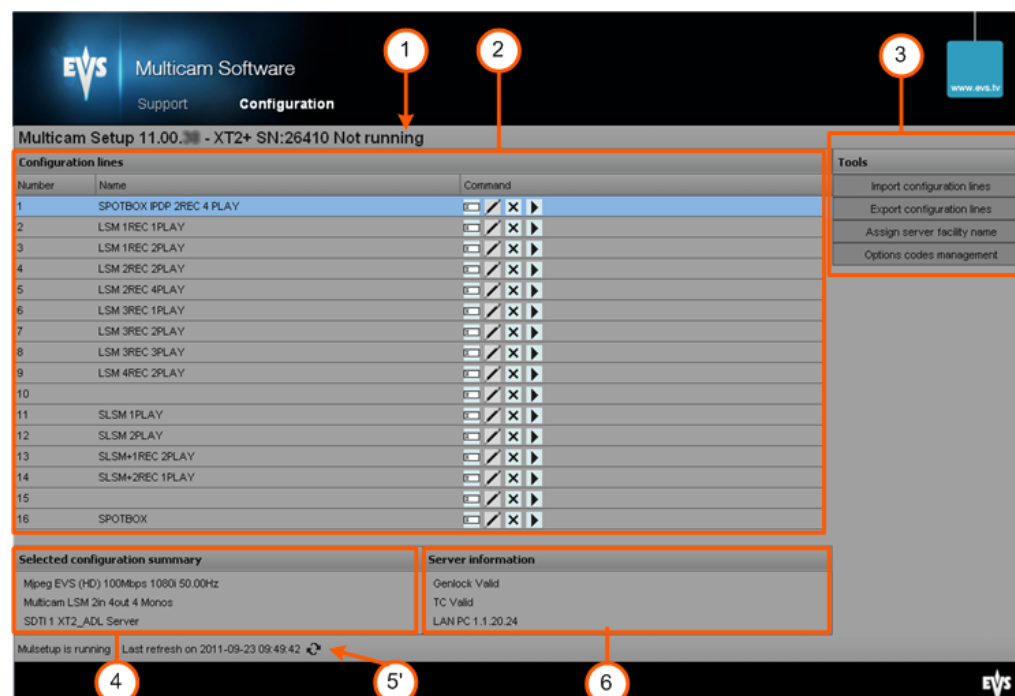 1
2
3
EVS
Multicam Software
www.evs.tv
Support Configuration
Multicam Setup 11.00. - XT2+ SN:26410 Not running
Configuration lines
Tools
Number Name Command
Import configuration lines
1 SPOTBOX IPDP 2REC 4 PLAY
Export configuration lines
2 LSM 1REC 1PLAY
Assign server facility name
3 LSM 1REC 2PLAY
Options codes management
4 LSM 2REC 2PLAY
5 LSM 2REC 4PLAY
6 LSM 3REC 1PLAY
7 LSM 3REC 2PLAY
8 LSM 3REC 3PLAY
9 LSM 4REC 2PLAY
10
11 SLSM 1PLAY
12 SLSM 2PLAY
13 SLSM+1REC 2PLAY
14 SLSM+2REC 1PLAY
15
16 SPOTBOX
Selected configuration summary
Mjpeg EVS (HD) 100Mbps 1080i 50.00Hz
Multicam LSM 2in 4out 4 Monos
SDTI 1 XT2_ADL Server
Server information
Genlock Valid
TC Valid
LAN PC 1.1.20.24
Mulsetup is running Last refresh on 2011-09-23 09:49:42
4
5'
6
EVS